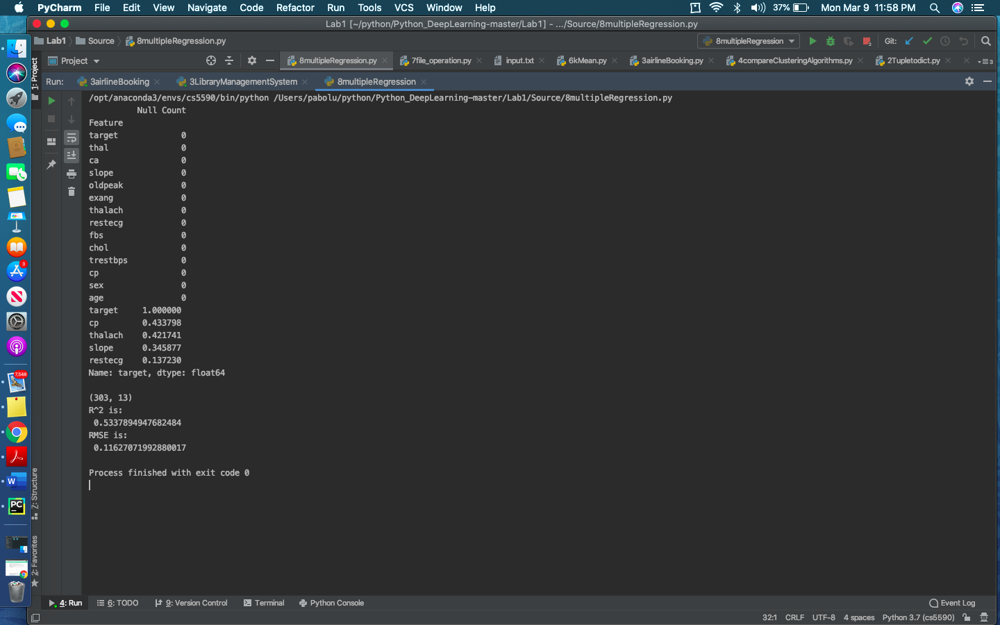 PyCharm File Edit View Navigate Code Refactor Run Tools VCS Window Help 37% Mon Mar 9 11:58 PM
Lab1 [~/python/Python_DeepLearning-master/Lab1] - .../Source/8multipleRegression.py
Lab1 Source 8multipleRegression.py 8multipleRegression Git:
Project 8multipleRegression.py 7file_operation.py input.txt 6kMean.py 3airlineBooking.py 4compareClusteringAlgorithms.py 2Tupletodict.py
1: Project
Run: 3airlineBooking 3LibraryManagementSystem 8multipleRegression
/opt/anaconda3/envs/cs5590/bin/python /Users/pabolu/python/Python_DeepLearning-master/Lab1/Source/8multipleRegression.py
Null Count
Feature
target 0
thal 0
ca 0
slope 0
oldpeak 0
exang 0
thalach 0
restecg 0
fbs 0
chol 0
trestbps 0
cp 0
sex 0
age 0
target 1.000000
cp 0.433798
thalach 0.421741
slope 0.345877
restecg 0.137230
Name: target, dtype: float64
(303, 13)
R^2 is:
0.5337894947682484
RMSE is:
0.11627071992880017
Process finished with exit code 0
3
7,548
W
PC
7: Structure
2: Favorites
4: Run 6: TODO 9: Version Control Terminal Python Console Event Log
32:1 CRLF UTF-8 4 spaces Python 3.7 (cs5590)